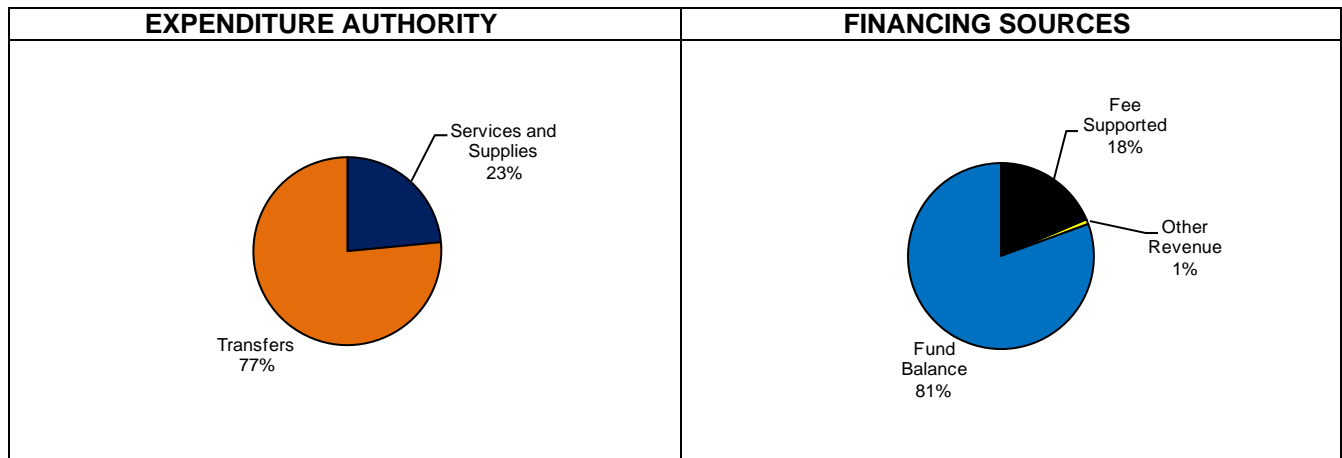 EXPENDITURE AUTHORITY
Services and
Supplies
23%
Transfers
77%
FINANCING SOURCES
Fee
Supported
18%
Other
Revenue
1%
Fund
Balance
81%